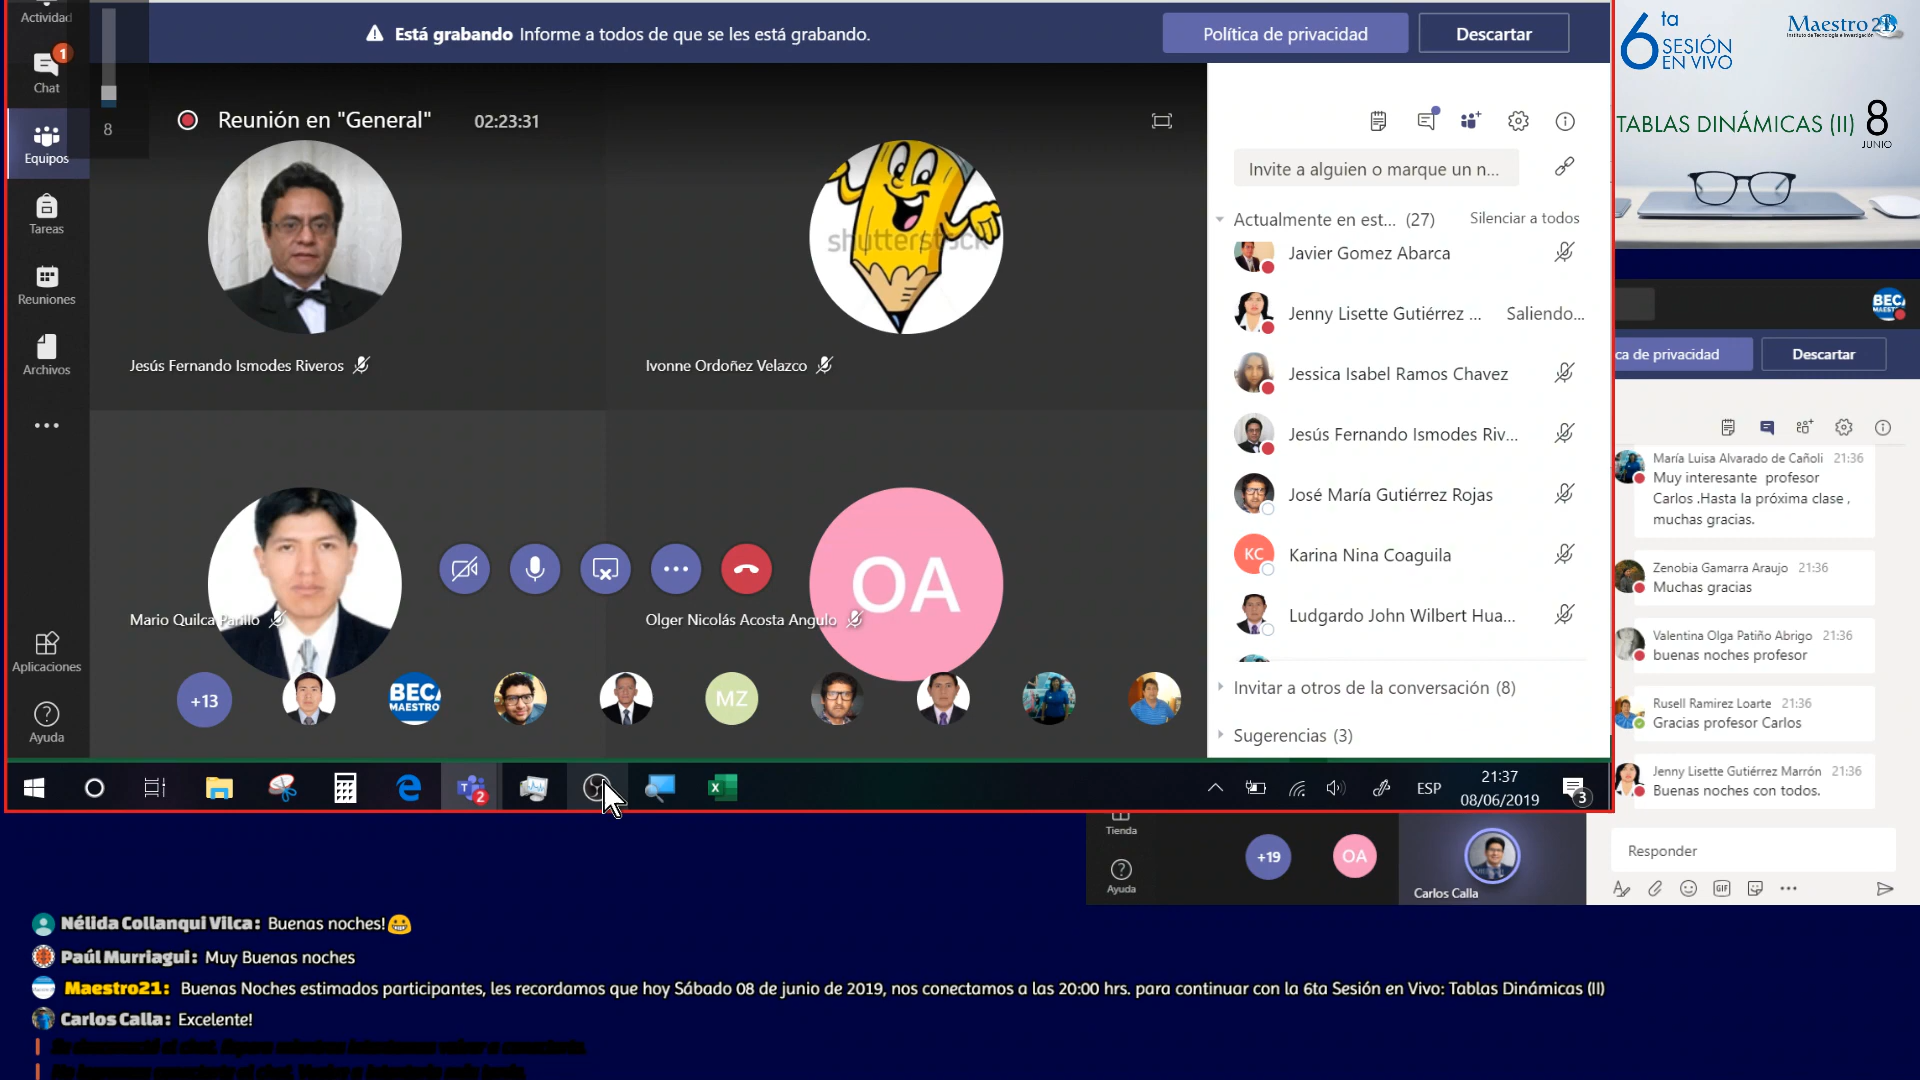 Actividad
1
Chat
8
Equipos
Tareas
Reuniones
Archivos
Aplicaciones
Ayuda
Está grabando Informe a todos de que se les está grabando.
Política de privacidad
Descartar
Reunión en "General"
02:23:31
shutterstock
Jesús Fernando Ismodes Riveros
Ivonne Ordoñez Velazco
OA
Mario Quilca Parillo
Olger Nicolás Acosta Angulo
+13
BECA
MAESTRO
MZ
Invite a alguien o marque un n...
Actualmente en est... (27)
Silenciar a todos
Javier Gomez Abarca
Jenny Lisette Gutiérrez ...
Saliendo...
Jessica Isabel Ramos Chavez
Jesús Fernando Ismodes Riv...
José María Gutiérrez Rojas
KC
Karina Nina Coaguila
Ludgardo John Wilbert Hua...
Invitar a otros de la conversación (8)
Sugerencias (3)
2
ESP
21:37
08/06/2019
3
6ta SESIÓN EN VIVO
Maestro 21
TABLAS DINÁMICAS (II) 8
JUNIO
BECA
ca de privacidad
Descartar
María Luisa Alvarado de Cañoli 21:36
Muy interesante profesor
Carlos .Hasta la próxima clase ,
muchas gracias.
Zenobia Gamarra Araujo 21:36
Muchas gracias
Valentina Olga Patiño Abrigo 21:36
buenas noches profesor
Rusell Ramirez Loarte 21:36
Gracias profesor Carlos
Jenny Lisette Gutiérrez Marrón 21:36
Buenas noches con todos.
Responder
GIF
Tienda
Ayuda
+19
OA
Carlos Calla
Nélida Collanqui Vilca: Buenas noches!😀
Paúl Murriagui: Muy Buenas noches
Maestro21: Buenas Noches estimados participantes, les recordamos que hoy Sábado 08 de junio de 2019, nos conectamos a las 20:00 hrs. para continuar con la 6ta Sesión en Vivo: Tablas Dinámicas (II)
Carlos Calla: Excelente!